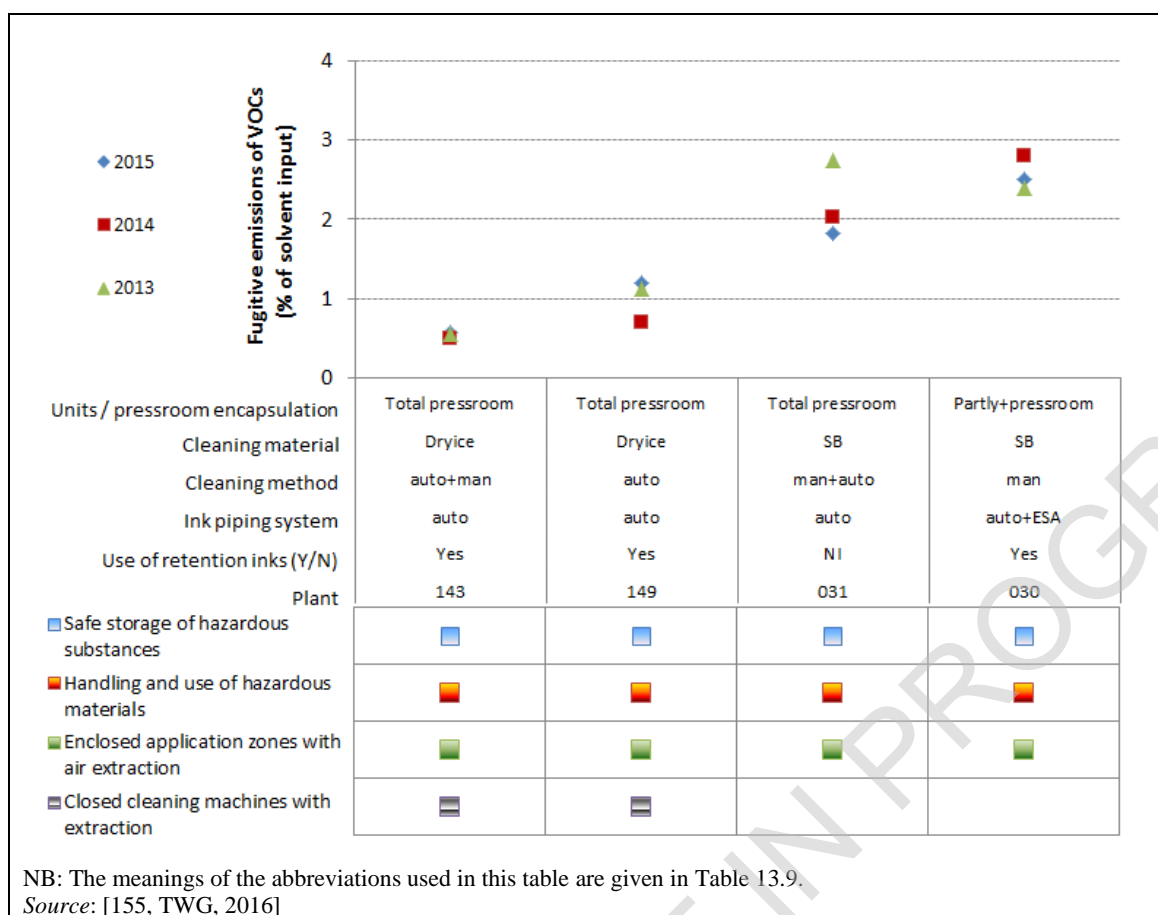 4
3
2
1
0
Fugitive emissions of VOCs
(% of solvent input)
2015
2014
2013
Units / pressroom encapsulation Total pressroom Total pressroom Total pressroom Partly+pressroom
Cleaning material Dryice Dryice SB SB
Cleaning method auto+man auto man+auto man
Ink piping system auto auto auto auto+ESA
Use of retention inks (Y/N) Yes Yes NI Yes
Plant 143 149 031 030
Safe storage of hazardous
substances
Handling and use of hazardous
materials
Enclosed application zones with
air extraction
Closed cleaning machines with
extraction
NB: The meanings of the abbreviations used in this table are given in Table 13.9.
Source: [155, TWG, 2016]
IN PROGR